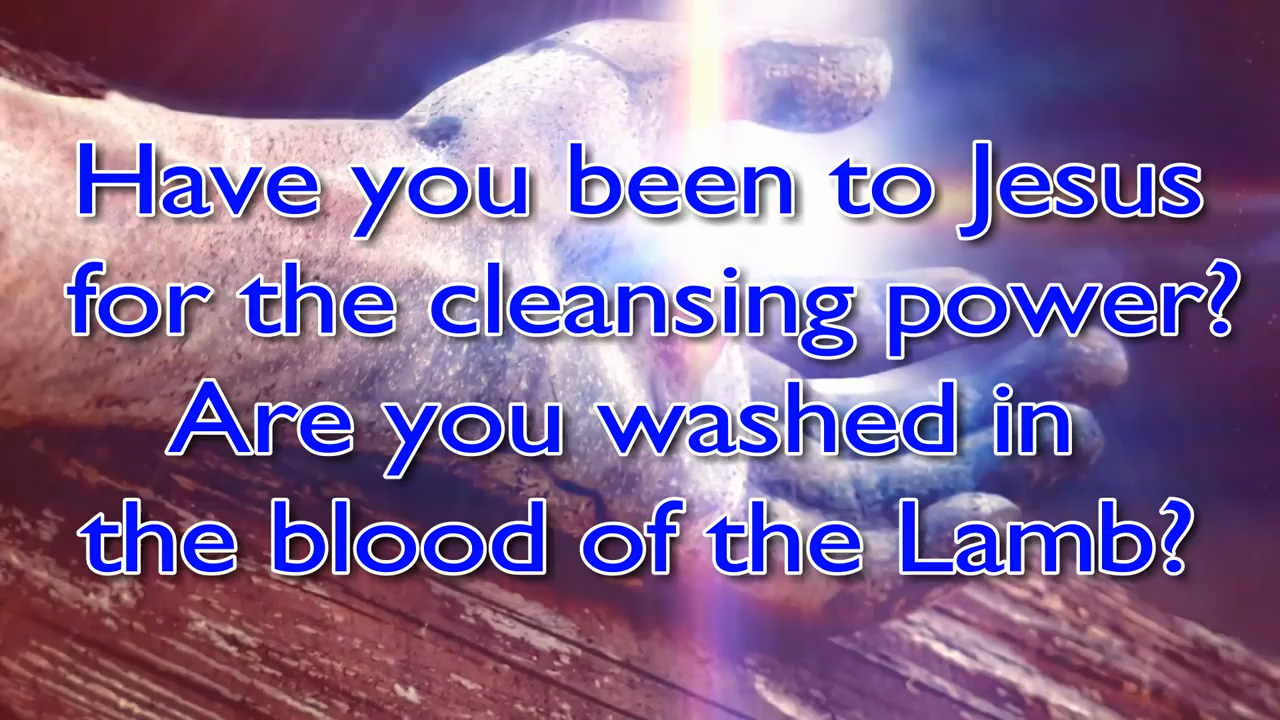 Have you been to Jesus
for the cleansing power?
Are you washed in
the blood of the Lamb?